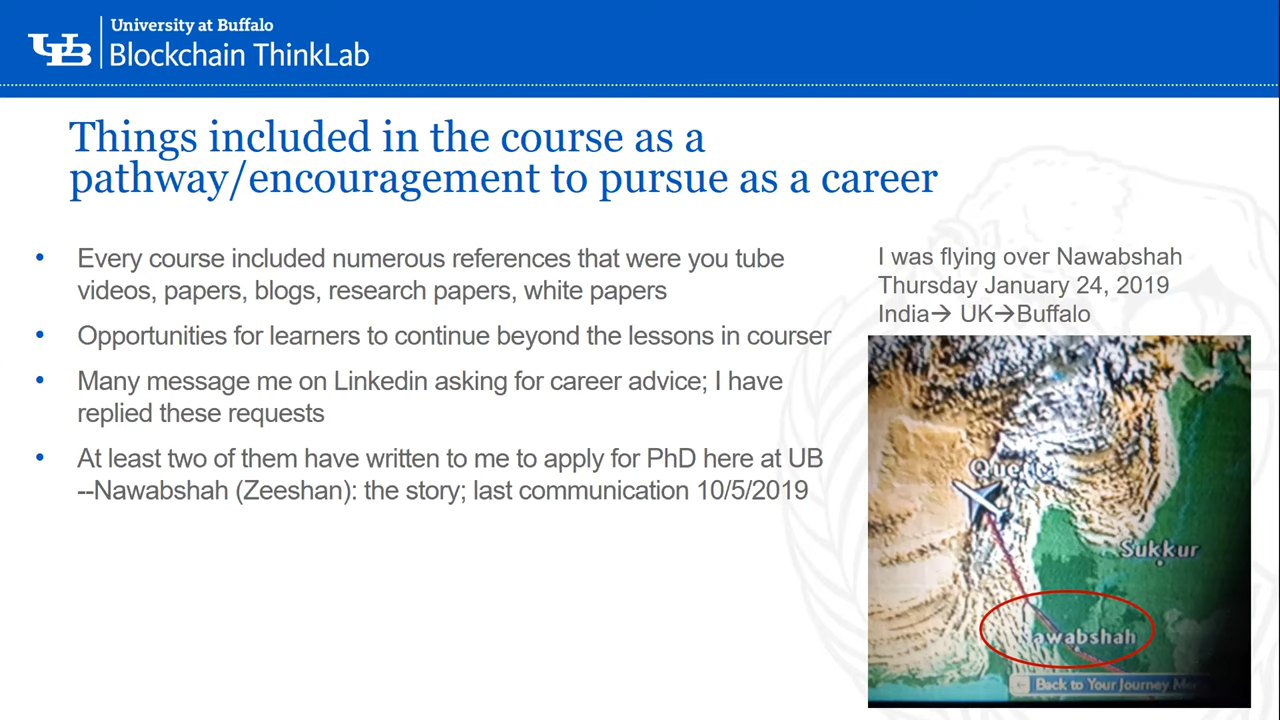 University at Buffalo
UB
Blockchain ThinkLab
Things included in the course as a
pathway/encouragement to pursue as a career
• Every course included numerous references that were you tube
videos, papers, blogs, research papers, white papers
• Opportunities for learners to continue beyond the lessons in courser
• Many message me on Linkedin asking for career advice; I have
replied these requests
• At least two of them have written to me to apply for PhD here at UB
--Nawabshah (Zeeshan): the story; last communication 10/5/2019
I was flying over Nawabshah
Thursday January 24, 2019
India→ UK→Buffalo
Quetta
Sukkur
Nawabshah
Back to Your Journey